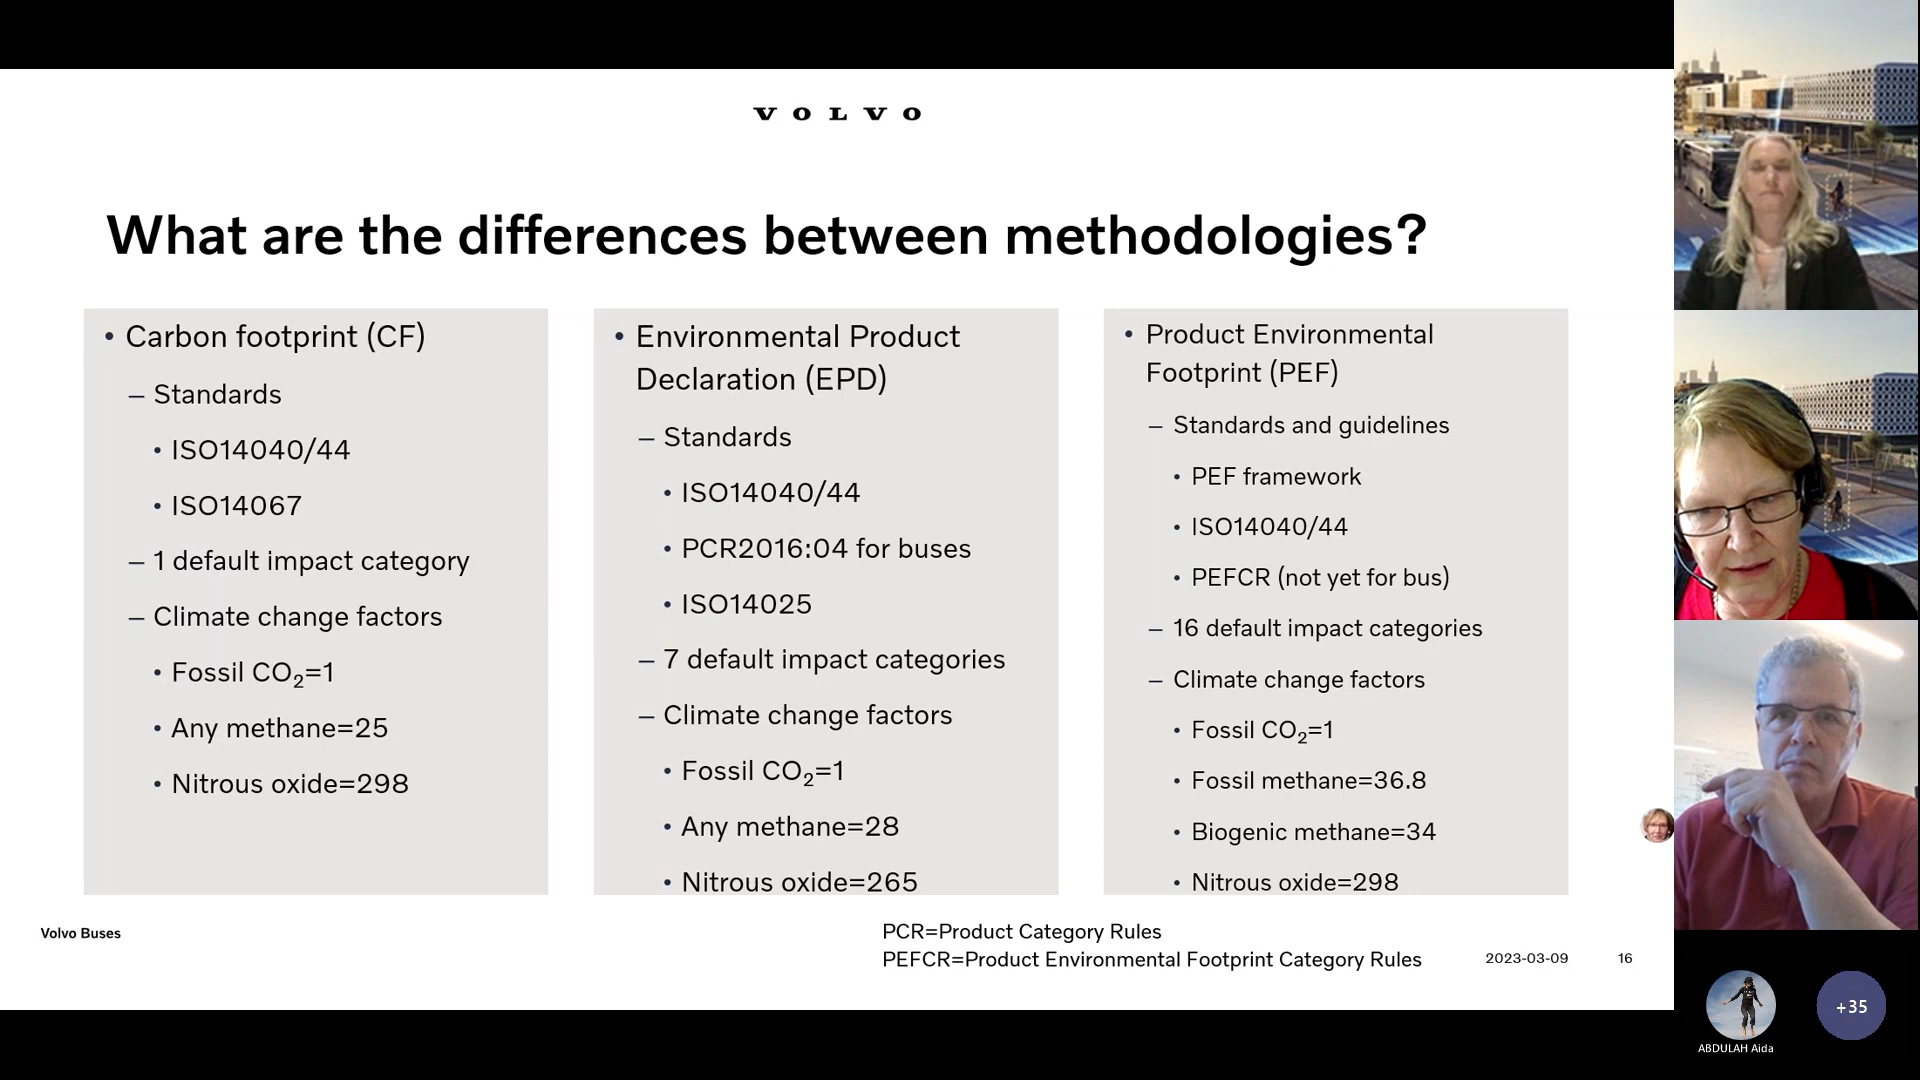 VOLVO
What are the differences between methodologies?
• Carbon footprint (CF)
– Standards
• ISO14040/44
• ISO14067
– 1 default impact category
– Climate change factors
• Fossil CO₂=1
• Any methane=25
• Nitrous oxide=298
• Environmental Product
Declaration (EPD)
– Standards
• ISO14040/44
• PCR2016:04 for buses
• ISO14025
– 7 default impact categories
– Climate change factors
• Fossil CO₂=1
• Any methane=28
• Nitrous oxide=265
• Product Environmental
Footprint (PEF)
– Standards and guidelines
• PEF framework
• ISO14040/44
• PEFCR (not yet for bus)
– 16 default impact categories
– Climate change factors
• Fossil CO₂=1
• Fossil methane=36.8
• Biogenic methane=34
• Nitrous oxide=298
Volvo Buses
PCR=Product Category Rules
PEFCR=Product Environmental Footprint Category Rules
2023-03-09
16
+35
ABDULAH Aida